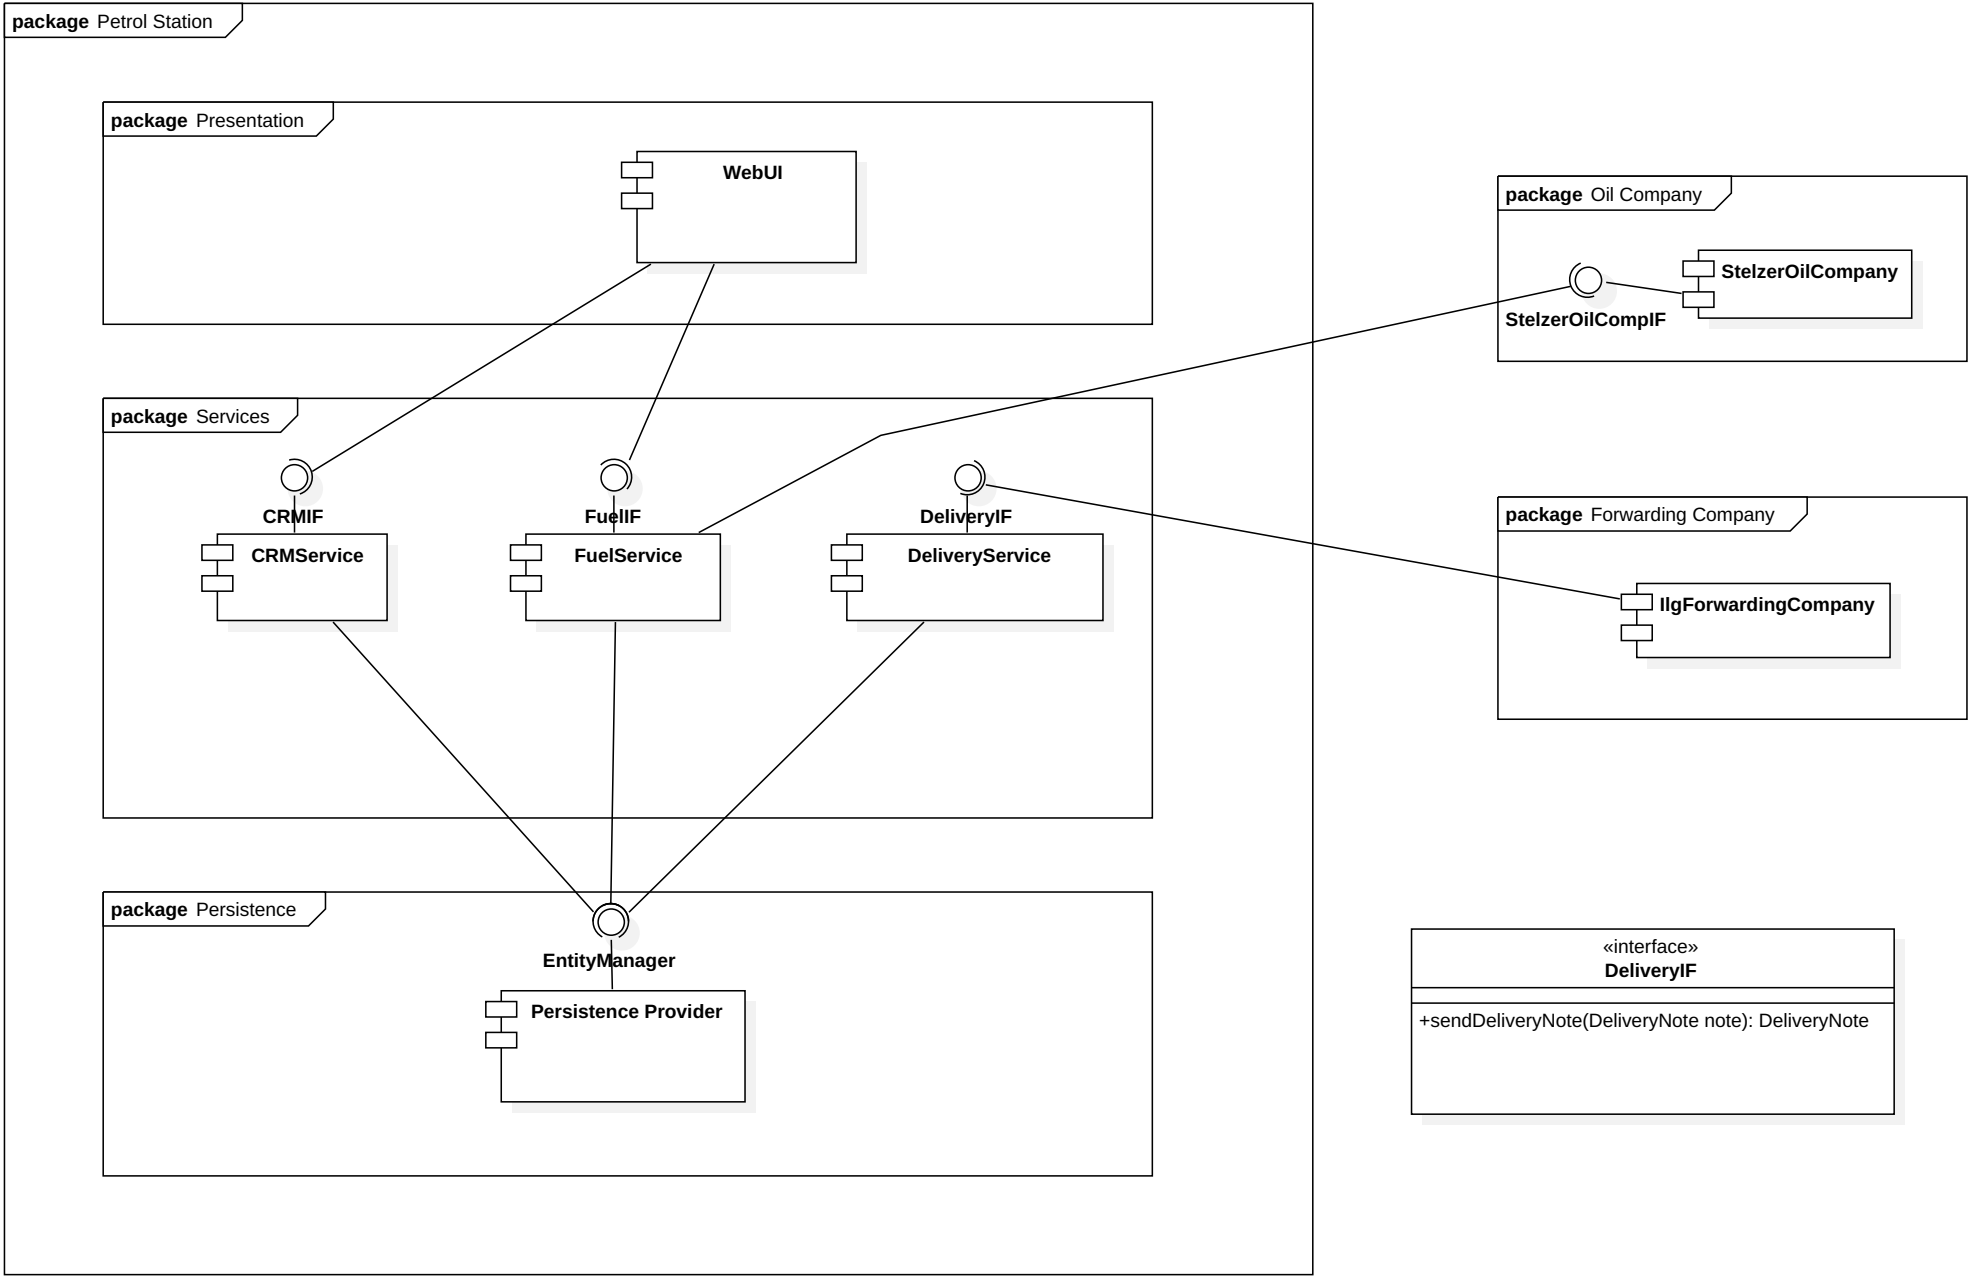 package Petrol Station
package Presentation
WebUI
package Oil Company
StelzerOilCompany
StelzerOilCompIF
package Services
CRMIF
FuelIF
DeliveryIF
CRMService
FuelService
DeliveryService
package Forwarding Company
IlgForwardingCompany
package Persistence
EntityManager
Persistence Provider
«interface»
DeliveryIF
+sendDeliveryNote(DeliveryNote note): DeliveryNote